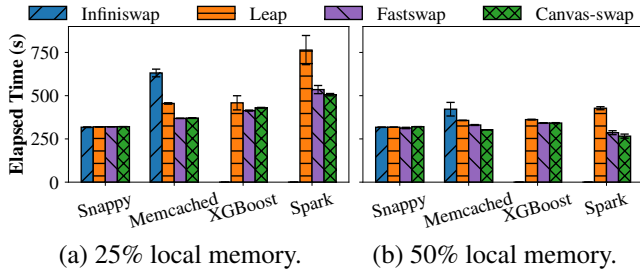 Infiniswap Leap Fastswap Canvas-swap
Elapsed Time (s)
750
500
250
0
Snappy Memcached XGBoost Spark
Snappy Memcached XGBoost Spark
(a) 25% local memory. (b) 50% local memory.